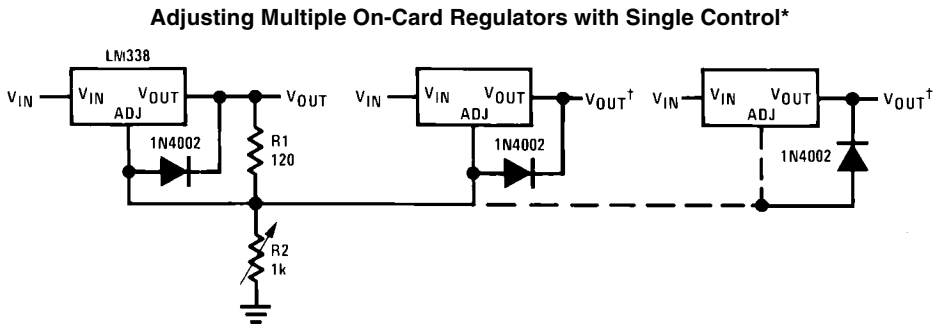 Adjusting Multiple On-Card Regulators with Single Control*
LM338
VIN VIN VOUT VOUT
ADJ
1N4002
R1
120
R2
1k
VIN VIN VOUT VOUT†
ADJ
1N4002
VIN VIN VOUT VOUT†
ADJ
1N4002